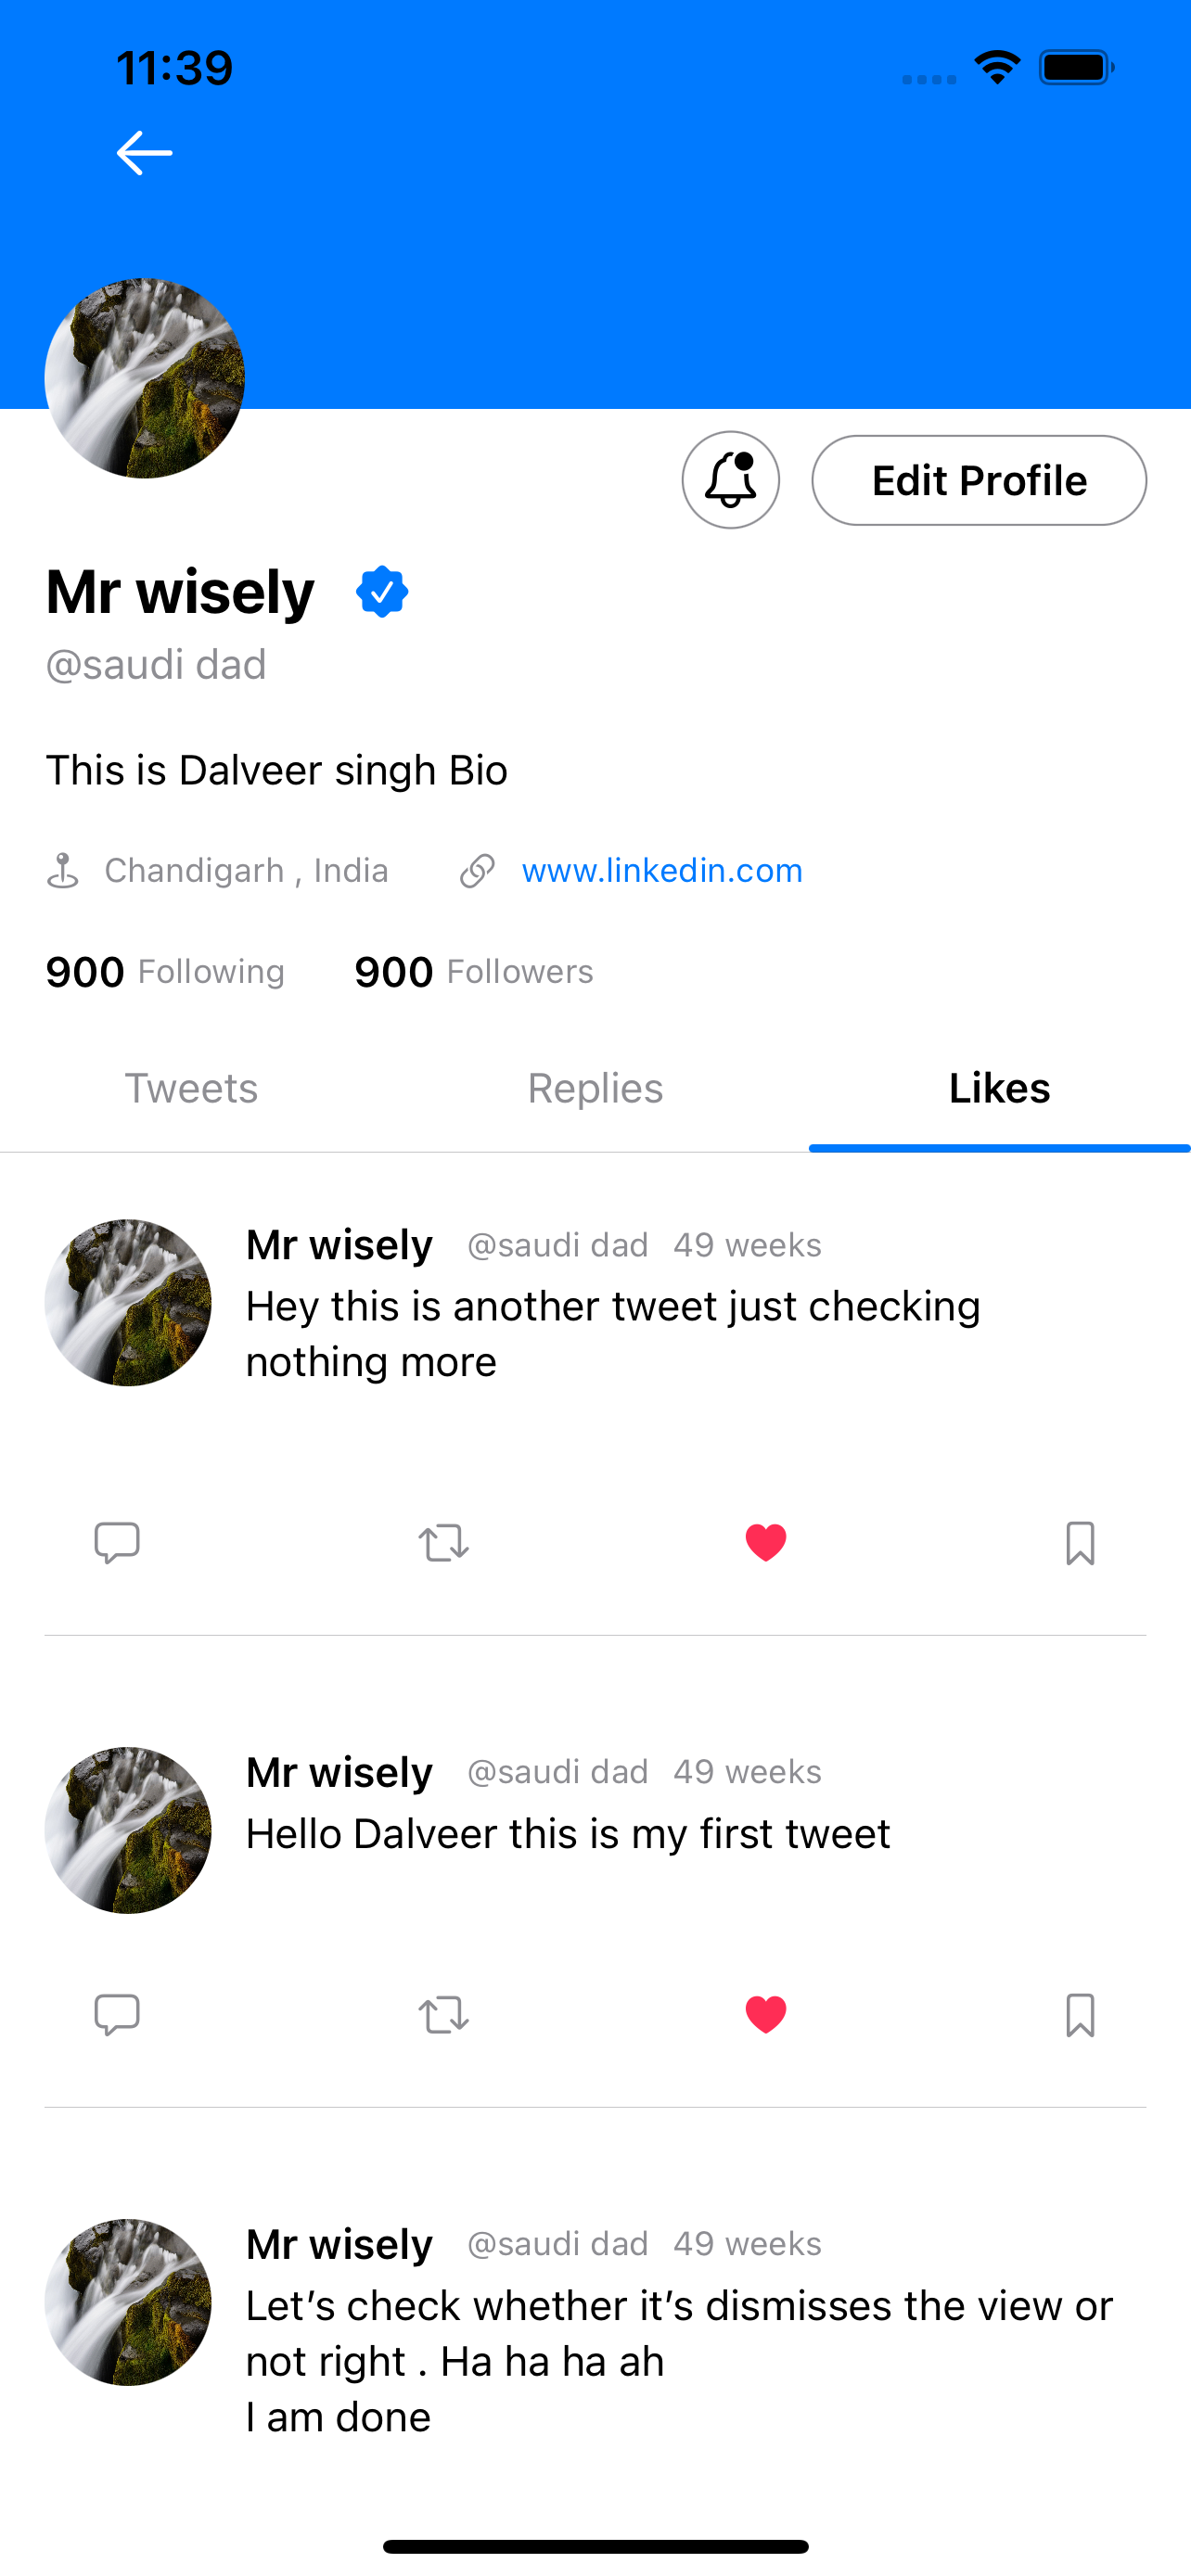 11:39
Edit Profile
Mr wisely
@saudi dad
This is Dalveer singh Bio
Chandigarh , India www.linkedin.com
900 Following 900 Followers
Tweets Replies Likes
Mr wisely @saudi dad 49 weeks
Hey this is another tweet just checking
nothing more
Mr wisely @saudi dad 49 weeks
Hello Dalveer this is my first tweet
Mr wisely @saudi dad 49 weeks
Let’s check whether it’s dismisses the view or
not right . Ha ha ha ah
I am done